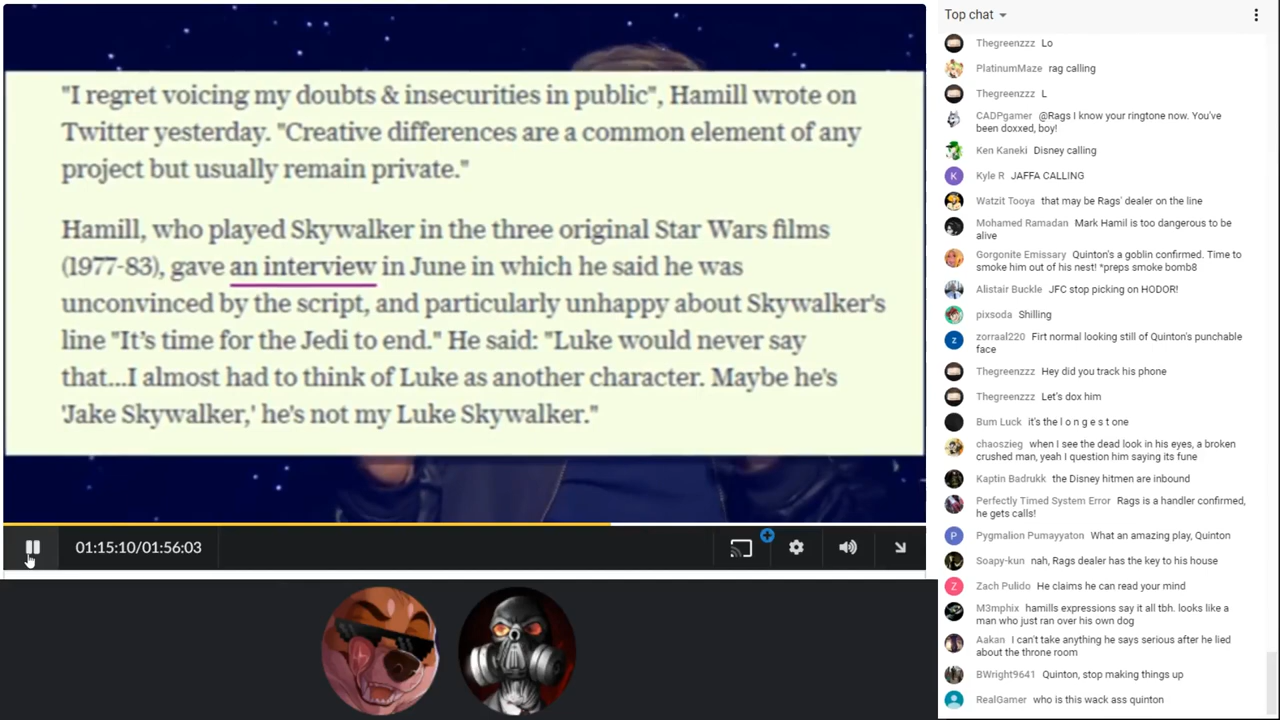 "I regret voicing my doubts & insecurities in public", Hamill wrote on
Twitter yesterday. "Creative differences are a common element of any
project but usually remain private."
Hamill, who played Skywalker in the three original Star Wars films
(1977-83), gave an interview in June in which he said he was
unconvinced by the script, and particularly unhappy about Skywalker's
line "It's time for the Jedi to end." He said: "Luke would never say
that...I almost had to think of Luke as another character. Maybe he's
'Jake Skywalker,' he's not my Luke Skywalker."
01:15:10/01:56:03
Top chat
Thegreenzzz Lo
PlatinumMaze rag calling
Thegreenzzz L
CADPgamer @Rags I know your ringtone now. You've
been doxxed, boy!
Ken Kaneki Disney calling
K Kyle R JAFFA CALLING
Watzit Tooya that may be Rags' dealer on the line
Mohamed Ramadan Mark Hamil is too dangerous to be
alive
Gorgonite Emissary Quinton's a goblin confirmed. Time to
smoke him out of his nest! *preps smoke bomb8
Alistair Buckle JFC stop picking on HODOR!
pixsoda Shilling
z zorraal220 Firt normal looking still of Quinton's punchable
face
Thegreenzzz Hey did you track his phone
Thegreenzzz Let's dox him
Bum Luck it's the l o n g e s t one
chaoszieg when I see the dead look in his eyes, a broken
crushed man, yeah I question him saying its fune
Kaptin Badrukk the Disney hitmen are inbound
Perfectly Timed System Error Rags is a handler confirmed,
he gets calls!
P Pygmalion Pumayyaton What an amazing play, Quinton
Soapy-kun nah, Rags dealer has the key to his house
Z Zach Pulido He claims he can read your mind
M3mphix hamills expressions say it all tbh. looks like a
man who just ran over his own dog
Aakan I can't take anything he says serious after he lied
about the throne room
BWright9641 Quinton, stop making things up
RealGamer who is this wack ass quinton